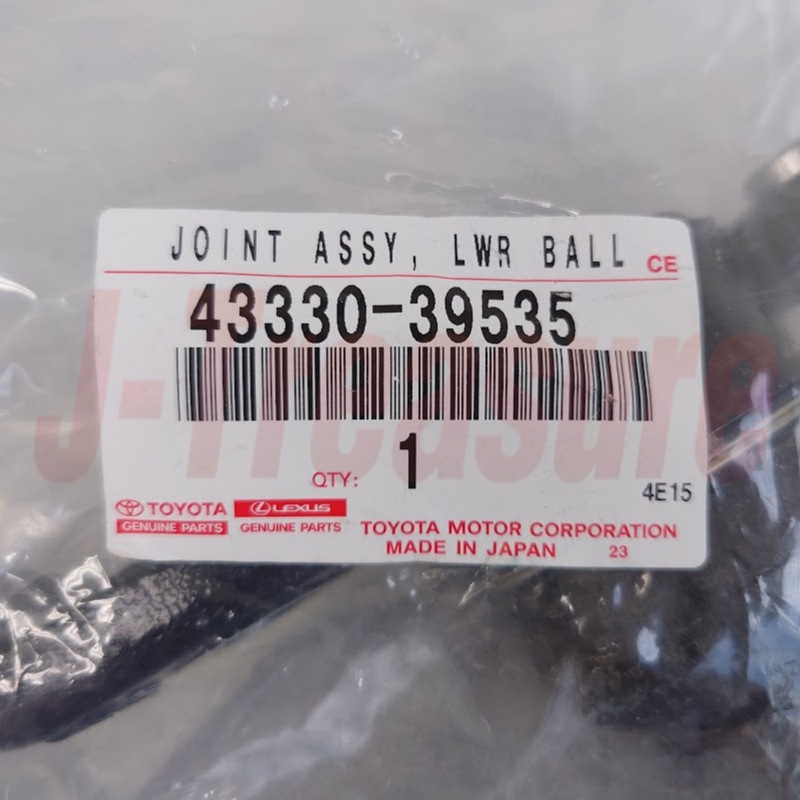 JOINT ASSY, LWR BALL CE
43330-39535
QTY: 1
4E15
TOYOTA LEXUS
GENUINE PARTS GENUINE PARTS
TOYOTA MOTOR CORPORATION
MADE IN JAPAN 23
J-Treasure